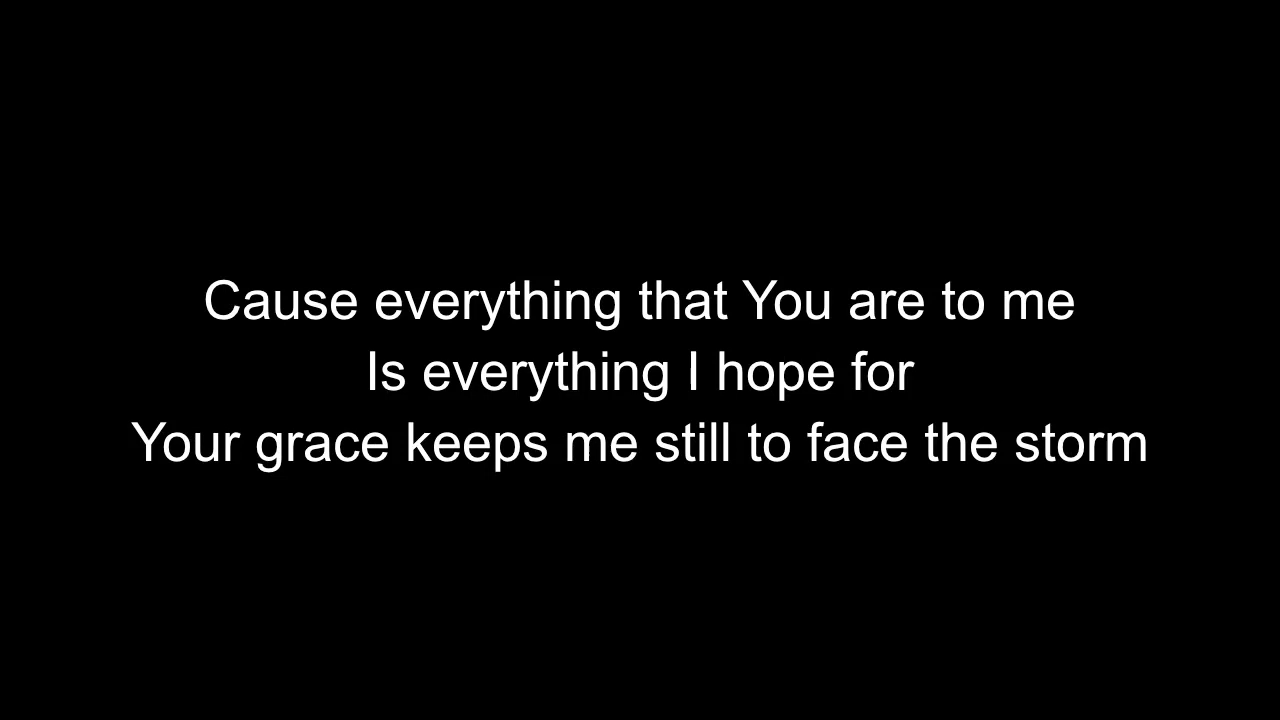 Cause everything that You are to me
Is everything I hope for
Your grace keeps me still to face the storm